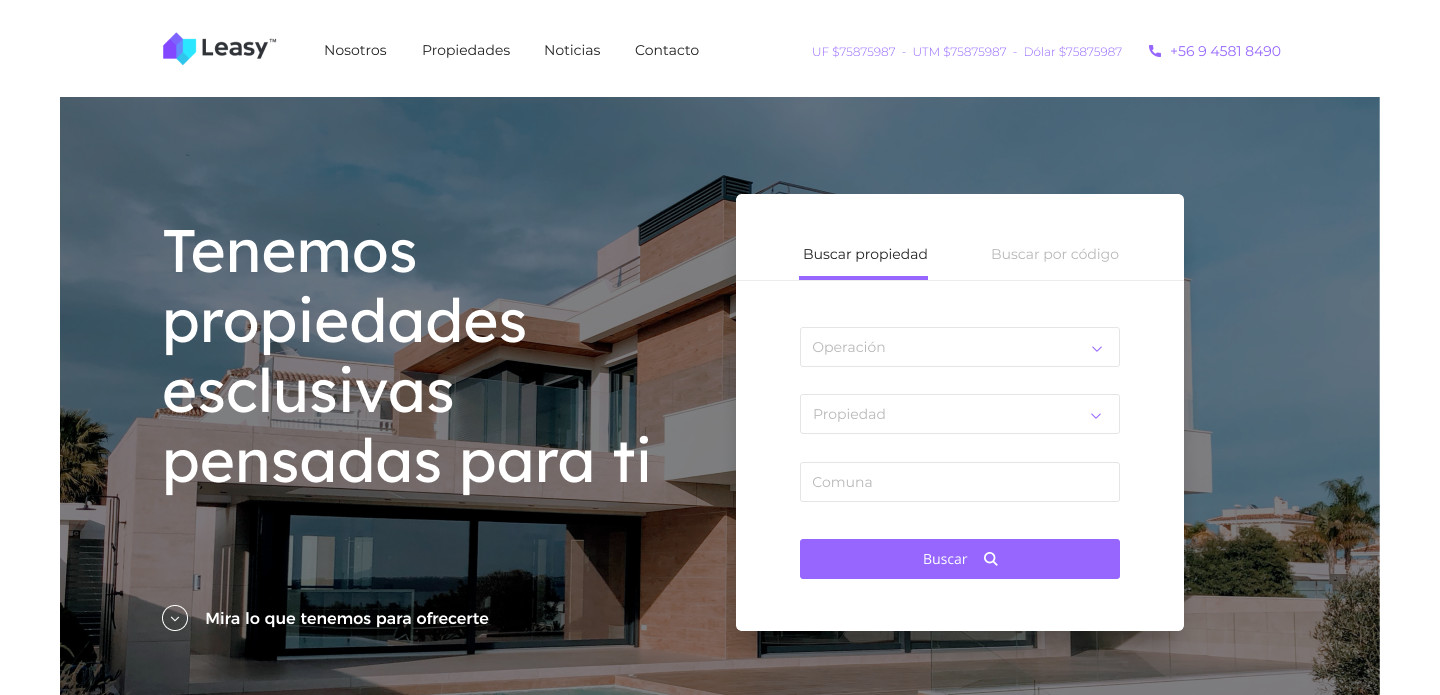 Leasy™
Nosotros
Propiedades
Noticias
Contacto
UF $75875987 - UTM $75875987 - Dólar $75875987
+56 9 4581 8490
Tenemos
propiedades
esclusivas
pensadas para ti
Mira lo que tenemos para ofrecerte
Buscar propiedad
Buscar por código
Operación
Propiedad
Comuna
Buscar